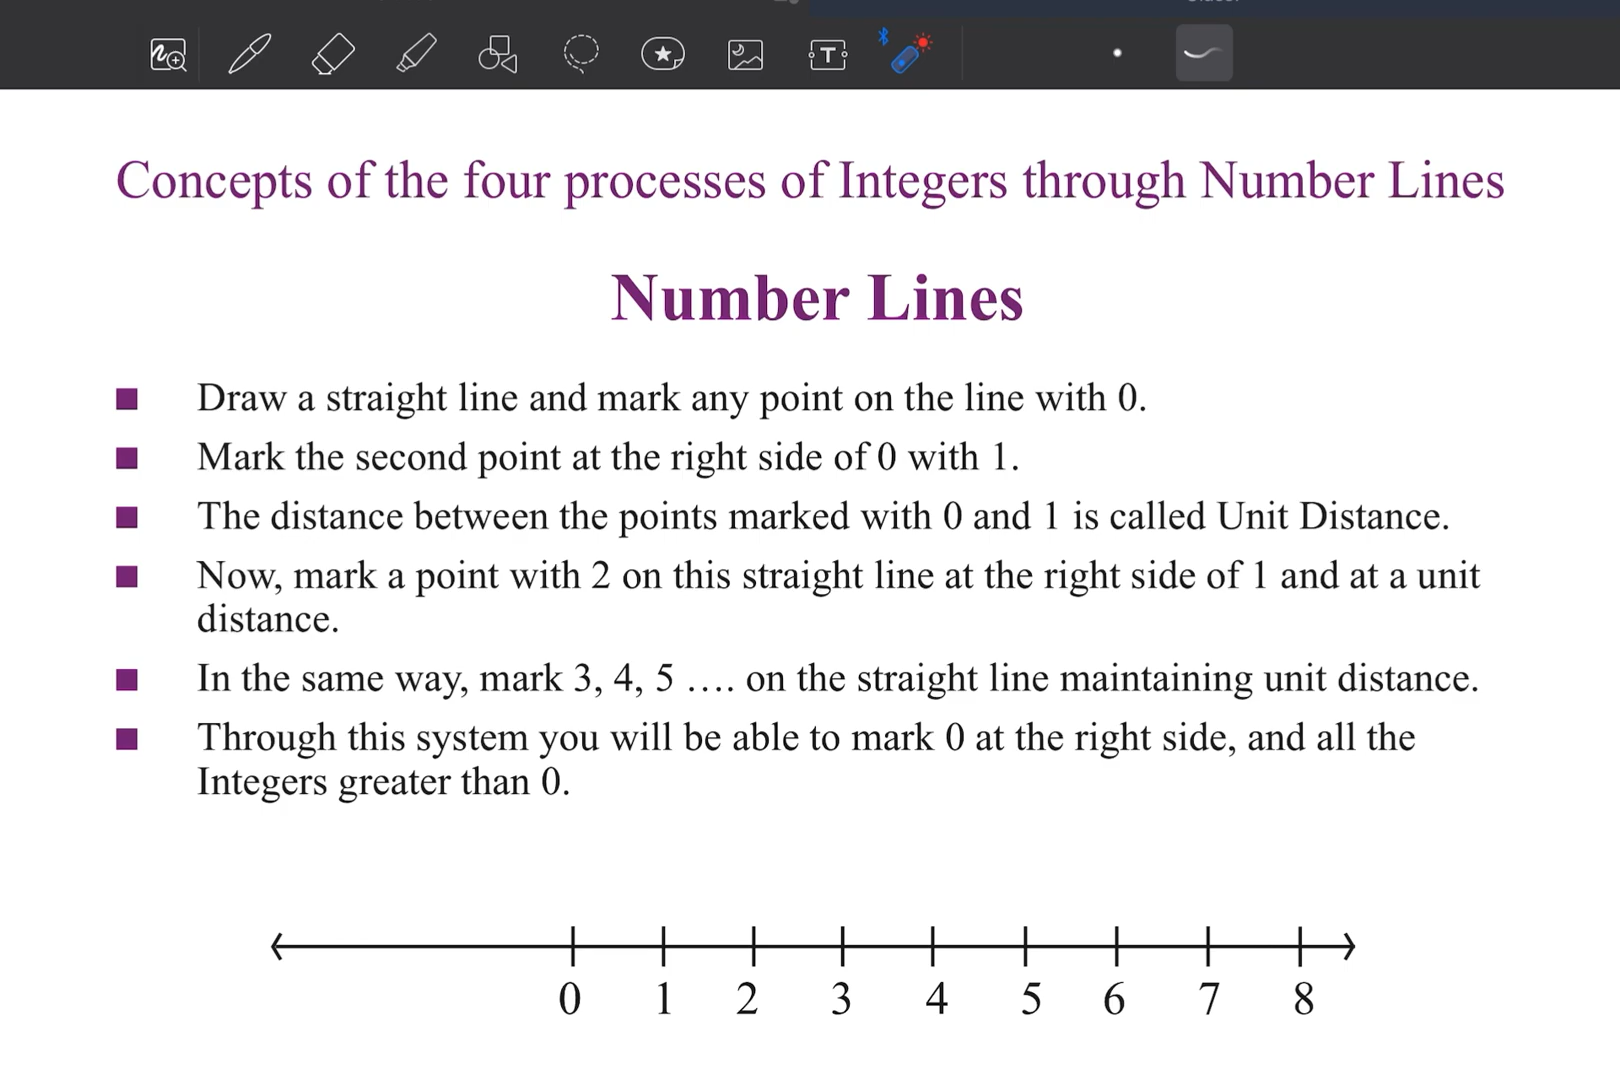 Concepts of the four processes of Integers through Number Lines
Number Lines
Draw a straight line and mark any point on the line with 0.
Mark the second point at the right side of 0 with 1.
The distance between the points marked with 0 and 1 is called Unit Distance.
Now, mark a point with 2 on this straight line at the right side of 1 and at a unit
distance.
In the same way, mark 3, 4, 5 …. on the straight line maintaining unit distance.
Through this system you will be able to mark 0 at the right side, and all the
Integers greater than 0.
0 1 2 3 4 5 6 7 8